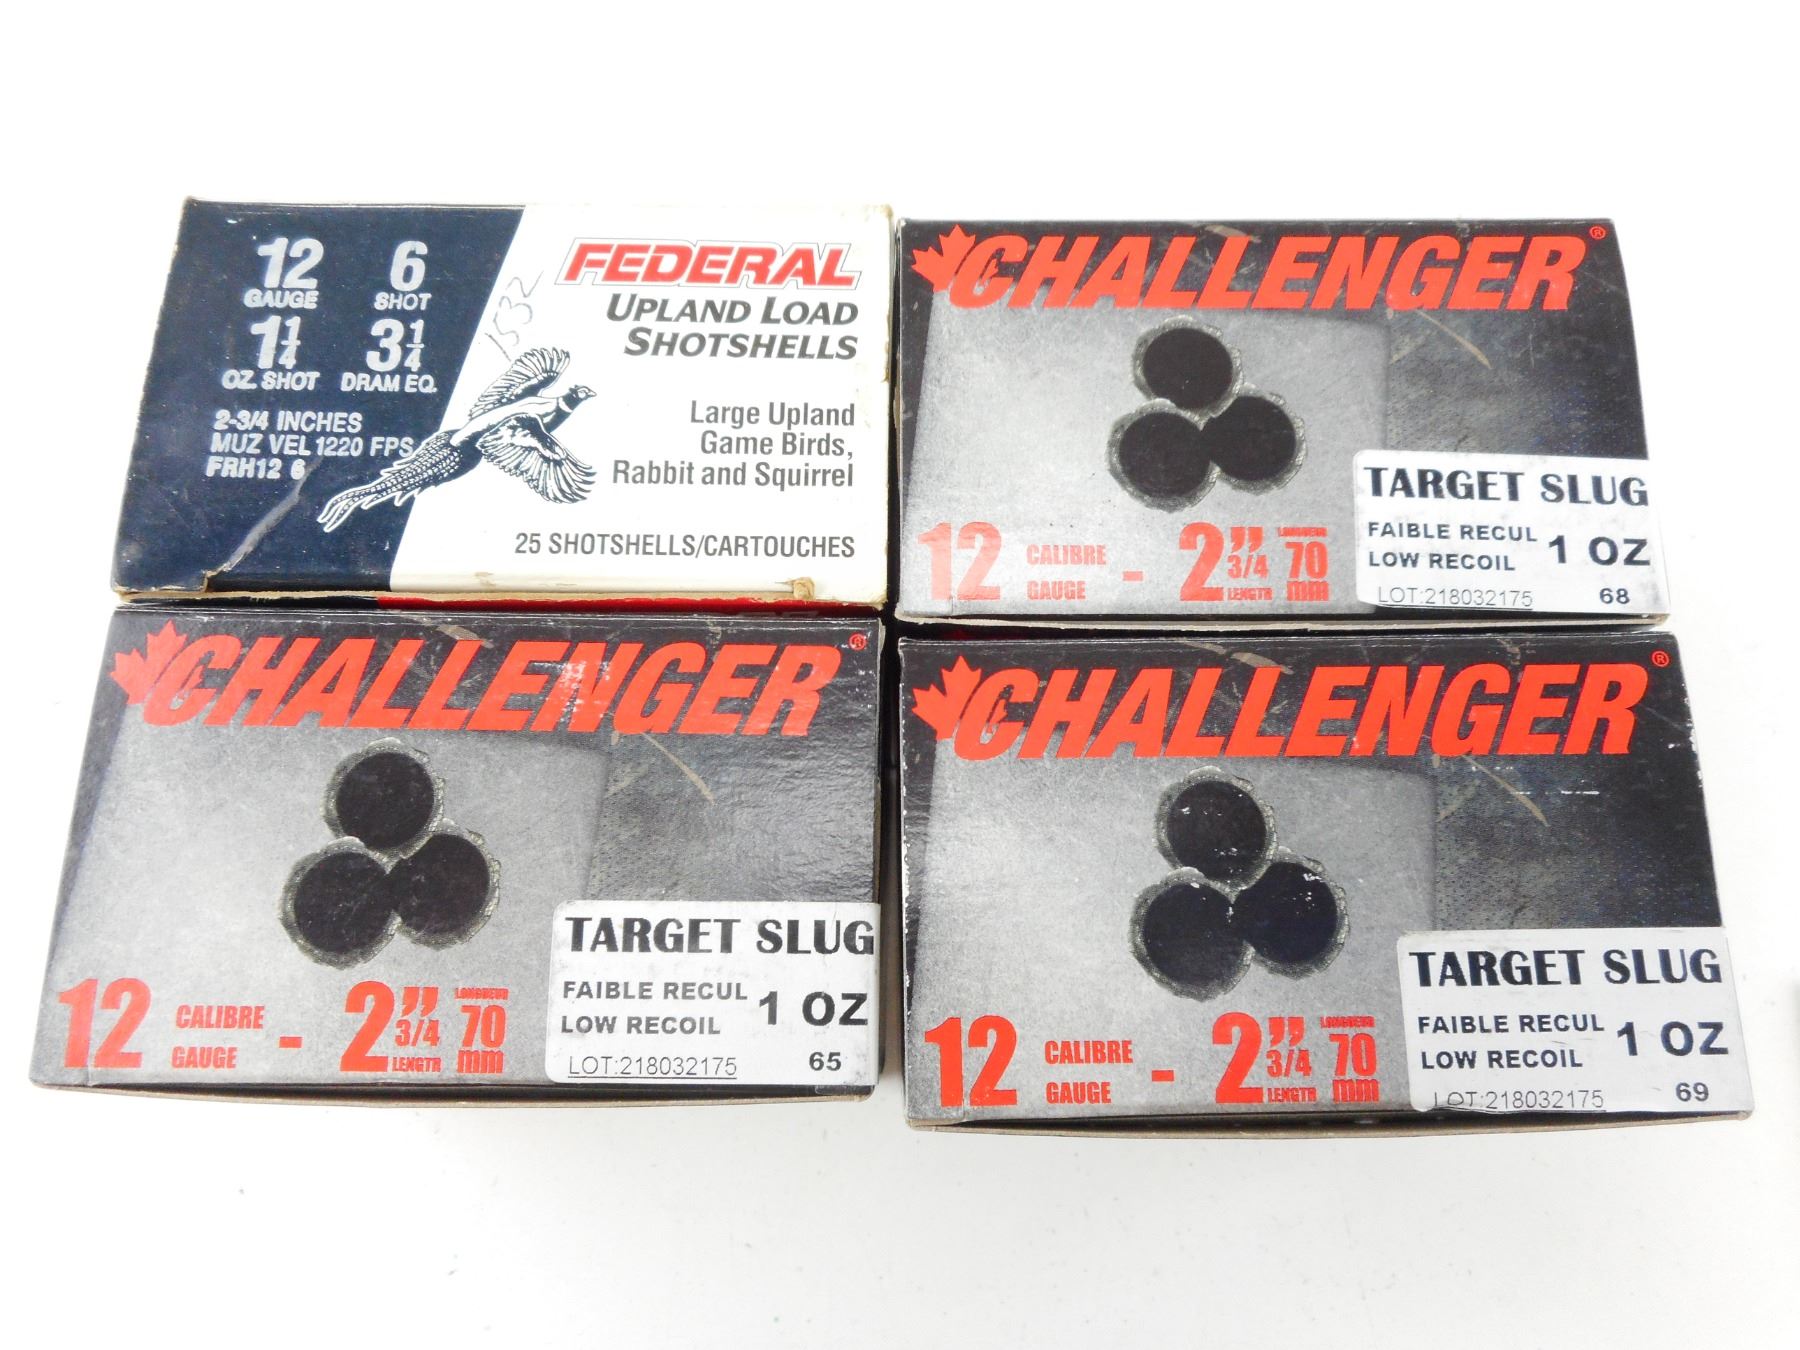 12 6
GAUGE SHOT
1 1/4 3 1/4
OZ. SHOT DRAM EQ.
2-3/4 INCHES
MUZ VEL 1220 FPS
FRH12 6
1532
FEDERAL
UPLAND LOAD
SHOTSHELLS
Large Upland
Game Birds,
Rabbit and Squirrel
25 SHOTSHELLS/CARTOUCHES
CHALLENGER®
12 CALIBRE GAUGE - 2" 3/4 LENGTH LONGUEUR 70 mm
TARGET SLUG
FAIBLE RECUL
LOW RECOIL 1 OZ
LOT:218032175 68
CHALLENGER®
12 CALIBRE GAUGE - 2" 3/4 LENGTH LONGUEUR 70 mm
TARGET SLUG
FAIBLE RECUL
LOW RECOIL 1 OZ
LOT:218032175 65
CHALLENGER®
12 CALIBRE GAUGE - 2" 3/4 LENGTH LONGUEUR 70 mm
TARGET SLUG
FAIBLE RECUL
LOW RECOIL 1 OZ
LOT:218032175 69